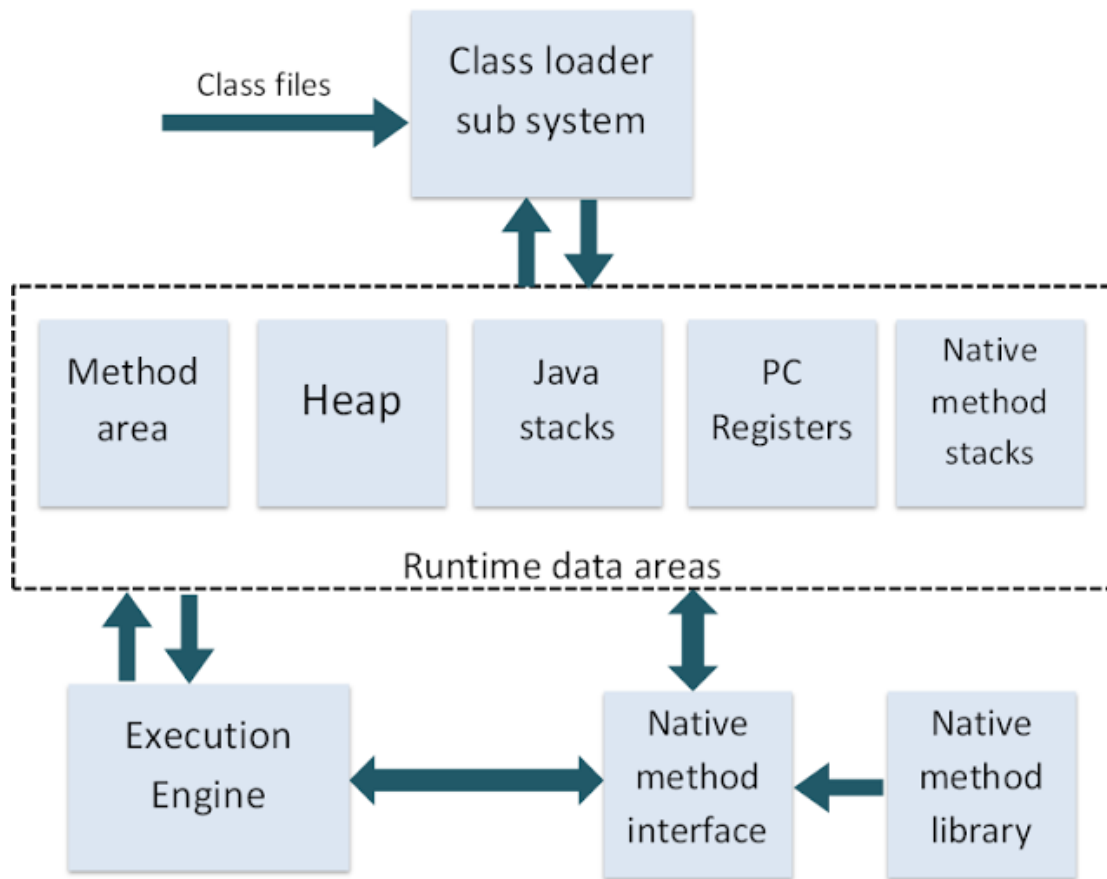 Class loader
sub system
Class files
Method
area
Heap
Java
stacks
PC
Registers
Native
method
stacks
Runtime data areas
Execution
Engine
Native
method
interface
Native
method
library